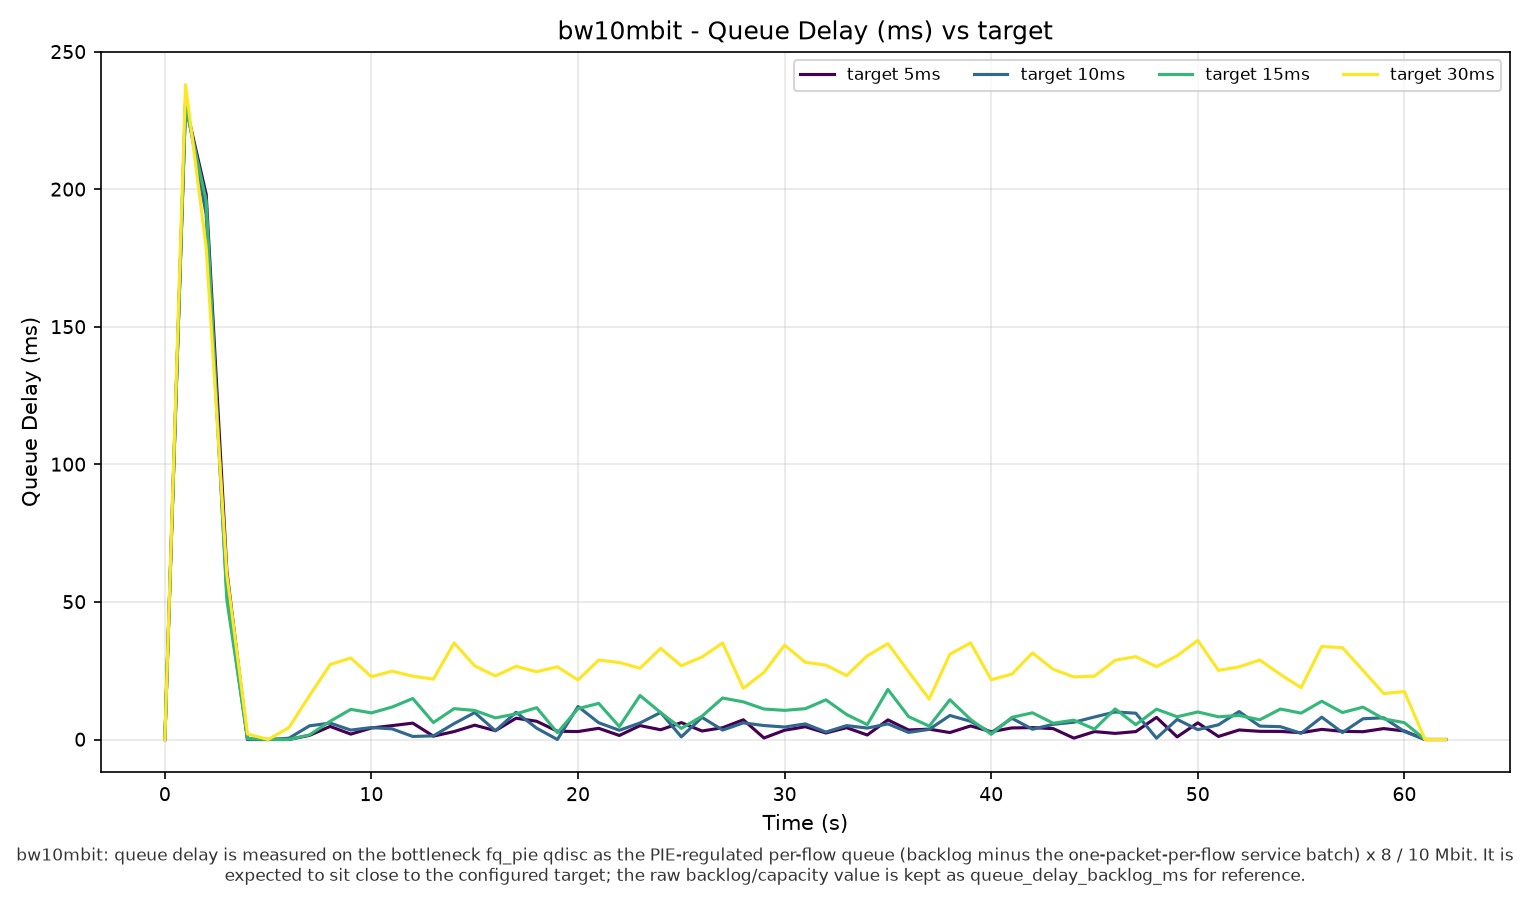 bw10mbit - Queue Delay (ms) vs target
250
200
150
100
50
0
Queue Delay (ms)
target 5ms
target 10ms
target 15ms
target 30ms
0
10
20
30
40
50
60
Time (s)
bw10mbit: queue delay is measured on the bottleneck fq_pie qdisc as the PIE-regulated per-flow queue (backlog minus the one-packet-per-flow service batch) x 8 / 10 Mbit. It is
expected to sit close to the configured target; the raw backlog/capacity value is kept as queue_delay_backlog_ms for reference.